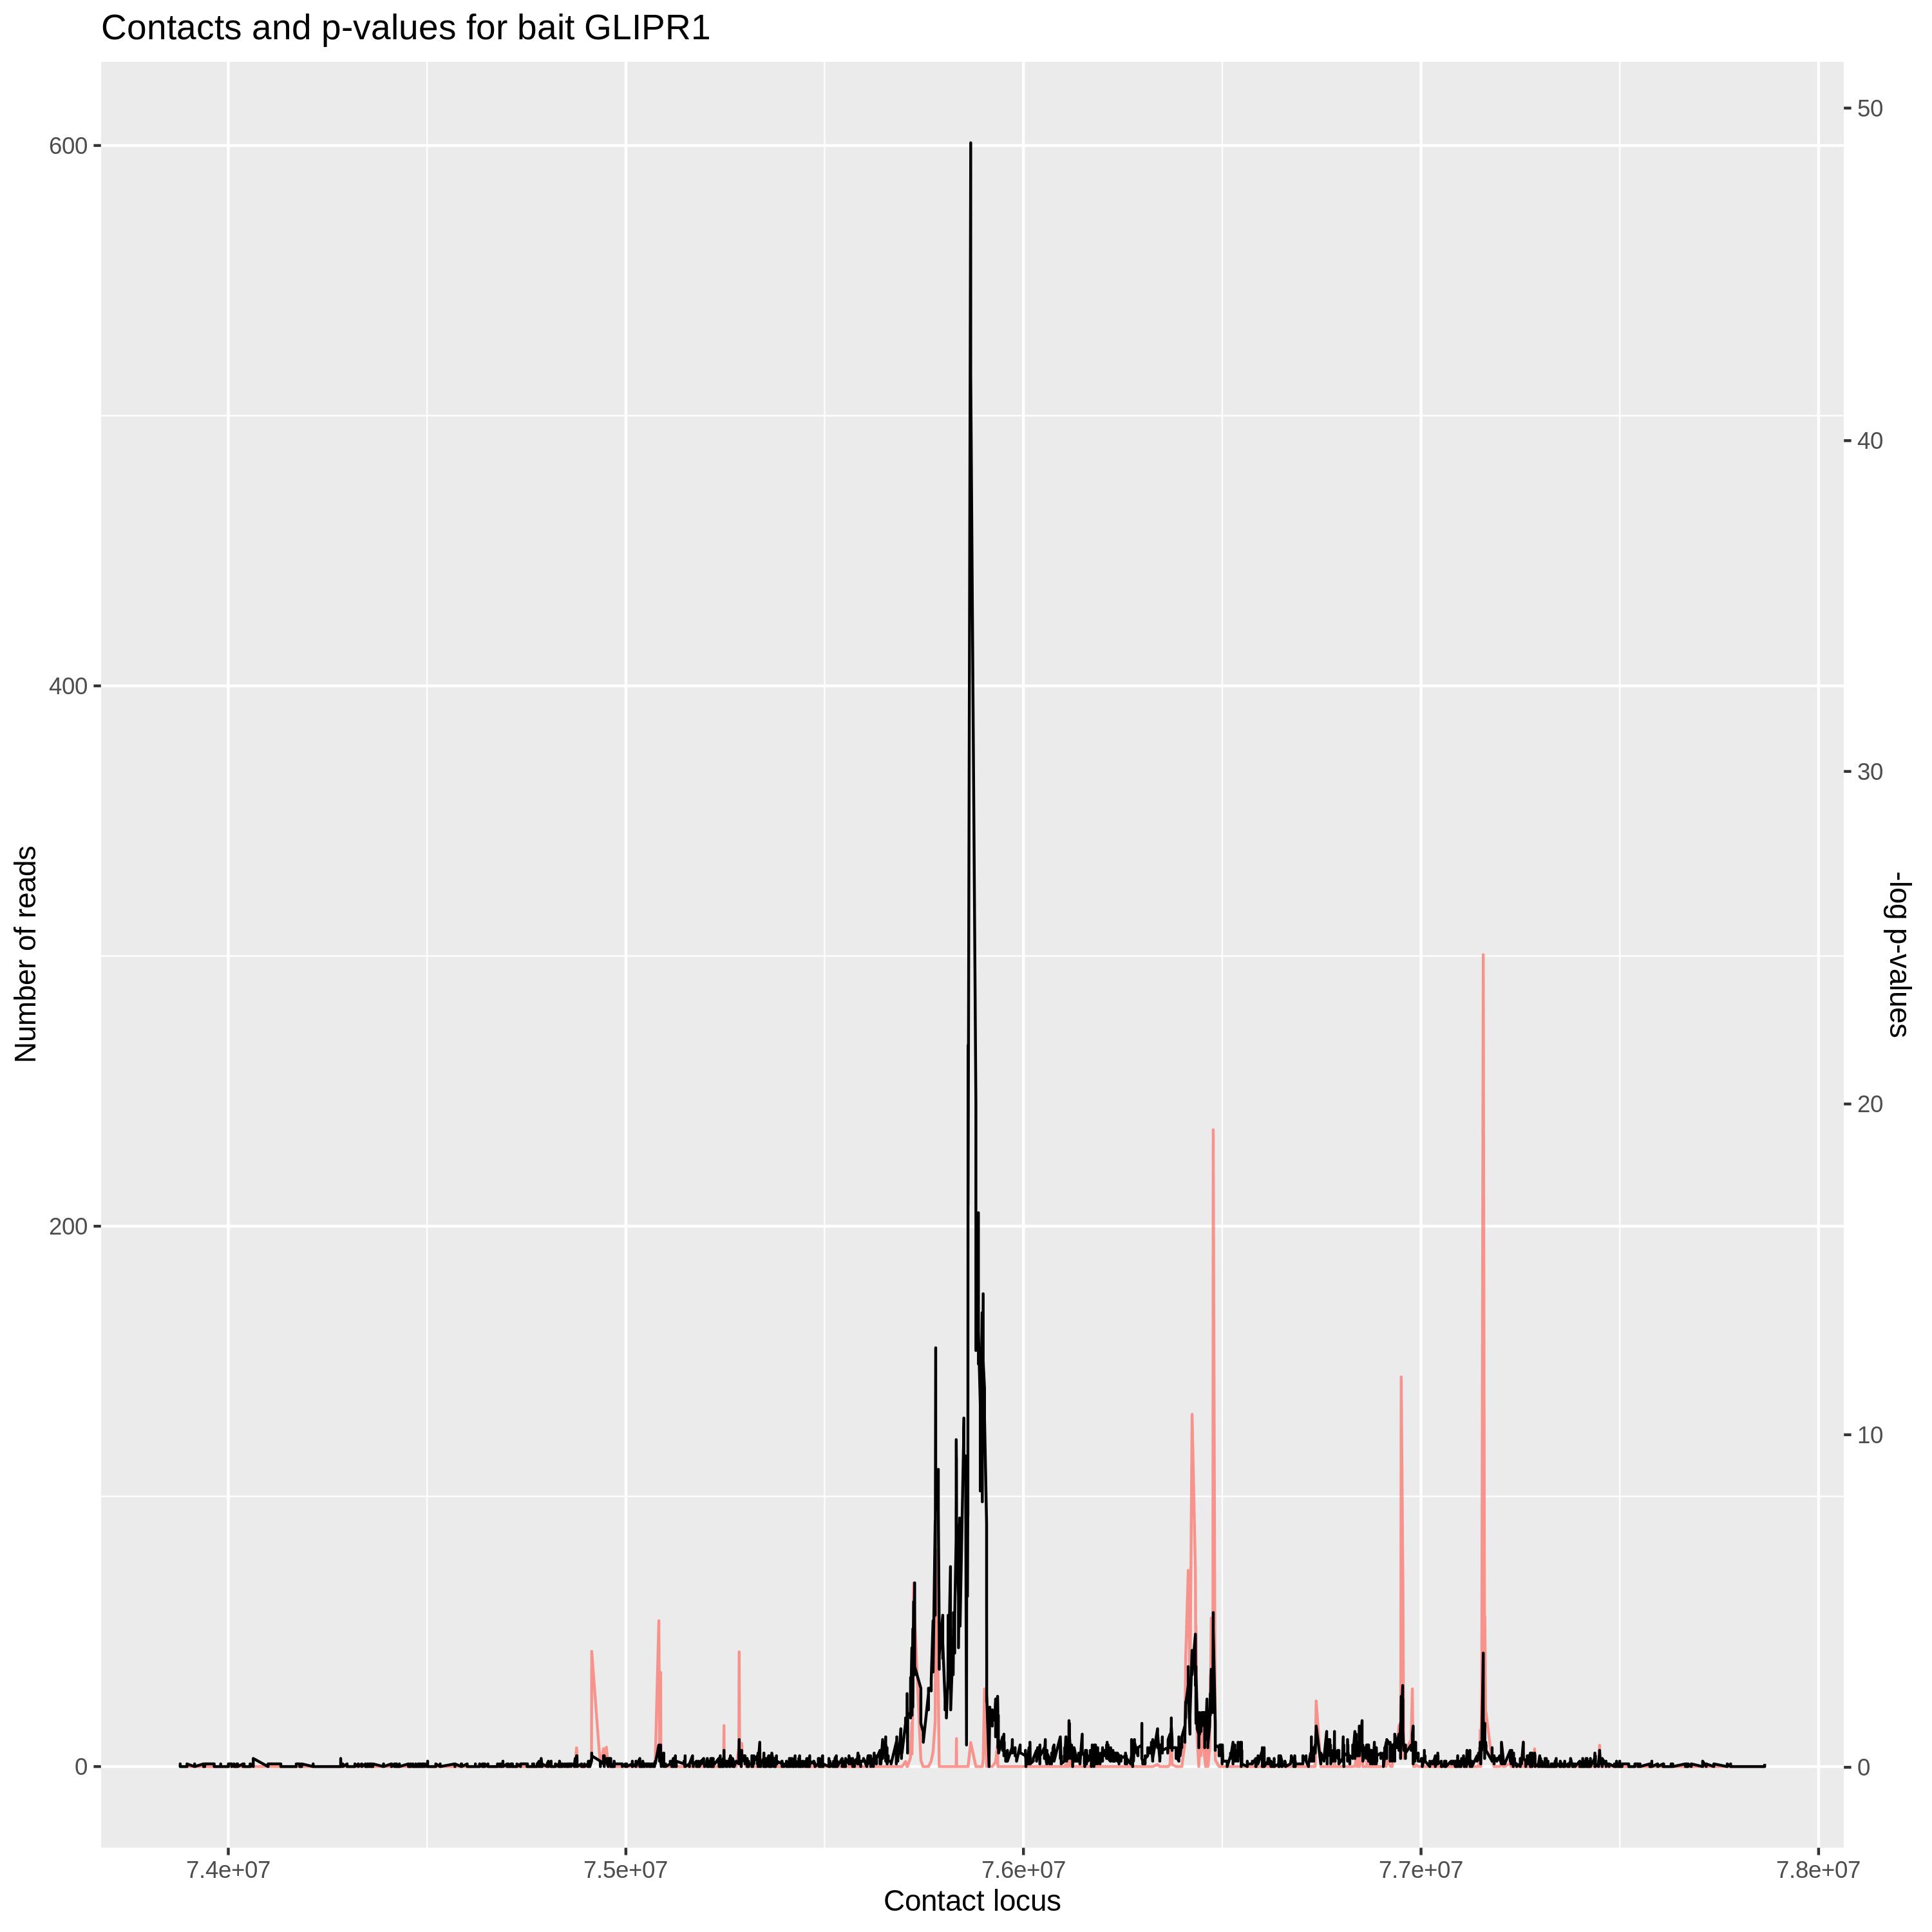 Contacts and p-values for bait GLIPR1
600
400
200
0
Number of reads
50
40
30
20
10
0
-log p-values
7.4e+07
7.5e+07
7.6e+07
7.7e+07
7.8e+07
Contact locus